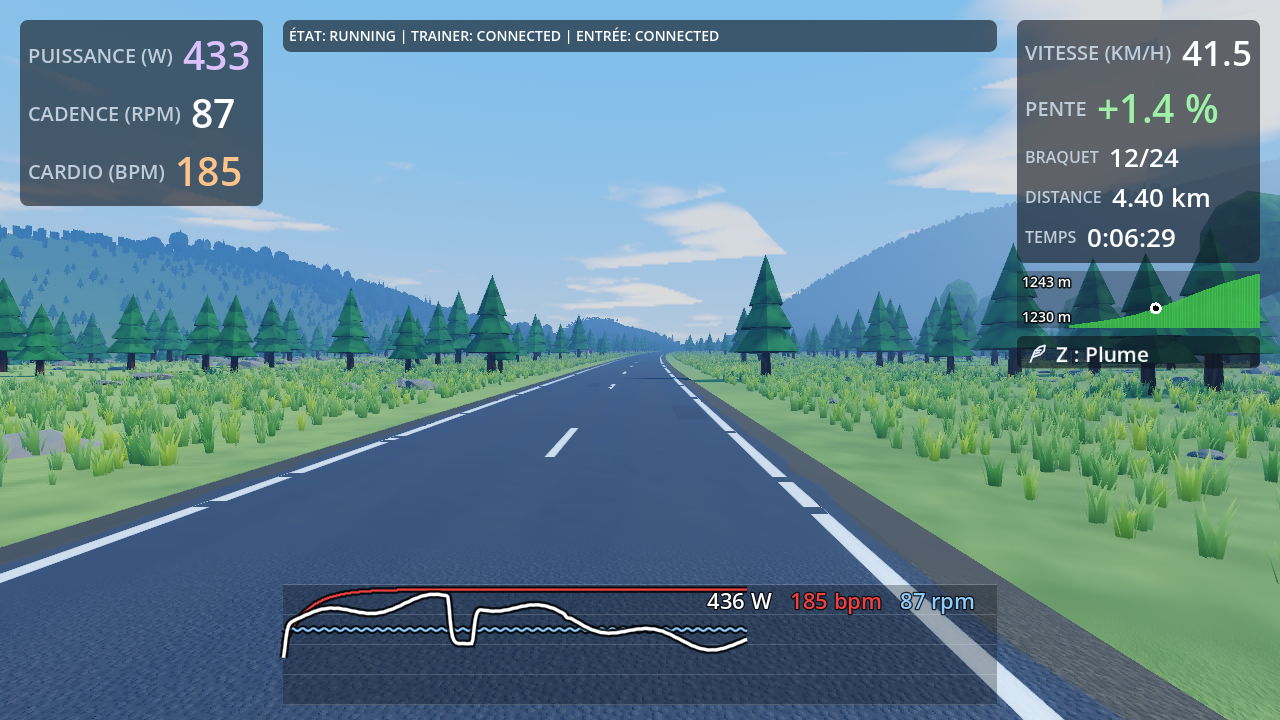 PUISSANCE (W) 433
CADENCE (RPM) 87
CARDIO (BPM) 185
ÉTAT: RUNNING | TRAINER: CONNECTED | ENTRÉE: CONNECTED
VITESSE (KM/H) 41.5
PENTE +1.4 %
BRAQUET 12/24
DISTANCE 4.40 km
TEMPS 0:06:29
1243 m
1230 m
Z : Plume
436 W 185 bpm 87 rpm